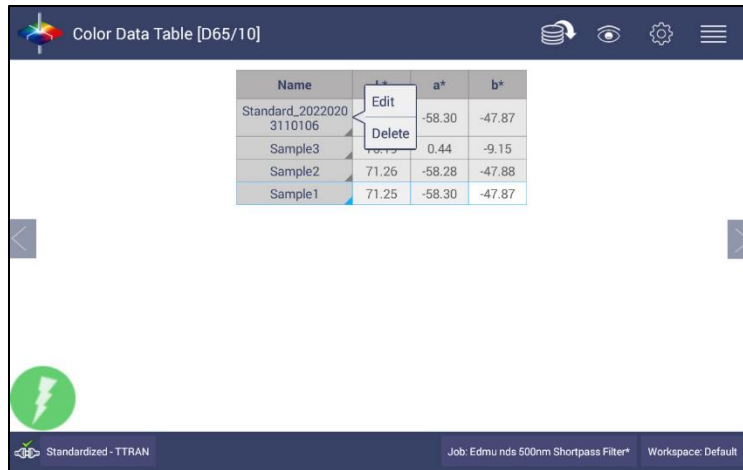 Color Data Table [D65/10]
Name a* b*
Edit
Delete
Standard_2022020
3110106
-58.30 -47.87
Sample3 0.44 -9.15
Sample2 71.26 -58.28 -47.88
Sample1 71.25 -58.30 -47.87
Standardized - TTRAN
Job: Edmu nds 500nm Shortpass Filter*
Workspace: Default